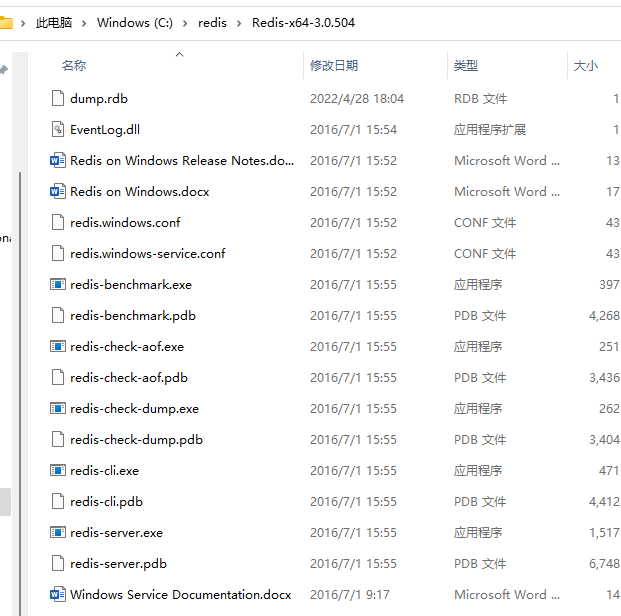 此电脑 > Windows (C:) > redis > Redis-x64-3.0.504
名称 修改日期 类型 大小
dump.rdb 2022/4/28 18:04 RDB 文件 1
EventLog.dll 2016/7/1 15:54 应用程序扩展 1
Redis on Windows Release Notes.do... 2016/7/1 15:52 Microsoft Word ... 13
Redis on Windows.docx 2016/7/1 15:52 Microsoft Word ... 17
redis.windows.conf 2016/7/1 15:52 CONF 文件 43
redis.windows-service.conf 2016/7/1 15:52 CONF 文件 43
redis-benchmark.exe 2016/7/1 15:55 应用程序 397
redis-benchmark.pdb 2016/7/1 15:55 PDB 文件 4,268
redis-check-aof.exe 2016/7/1 15:55 应用程序 251
redis-check-aof.pdb 2016/7/1 15:55 PDB 文件 3,436
redis-check-dump.exe 2016/7/1 15:55 应用程序 262
redis-check-dump.pdb 2016/7/1 15:55 PDB 文件 3,404
redis-cli.exe 2016/7/1 15:55 应用程序 471
redis-cli.pdb 2016/7/1 15:55 PDB 文件 4,412
redis-server.exe 2016/7/1 15:55 应用程序 1,517
redis-server.pdb 2016/7/1 15:55 PDB 文件 6,748
Windows Service Documentation.docx 2016/7/1 9:17 Microsoft Word ... 14